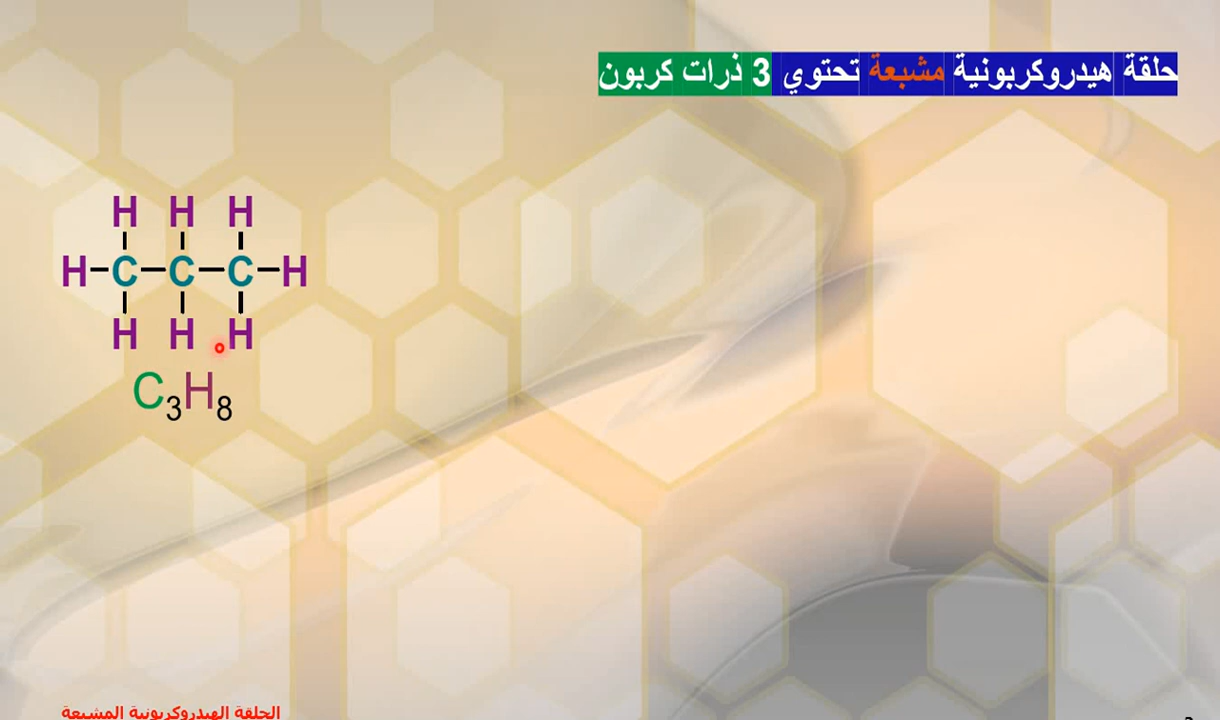 حلقة هيدروكربونية مشبعة تحتوي 3 ذرات كربون
H H H
H-C-C-C-H
H H H
C₃H₈
الحلقة الهيدروكربونية المشبعة